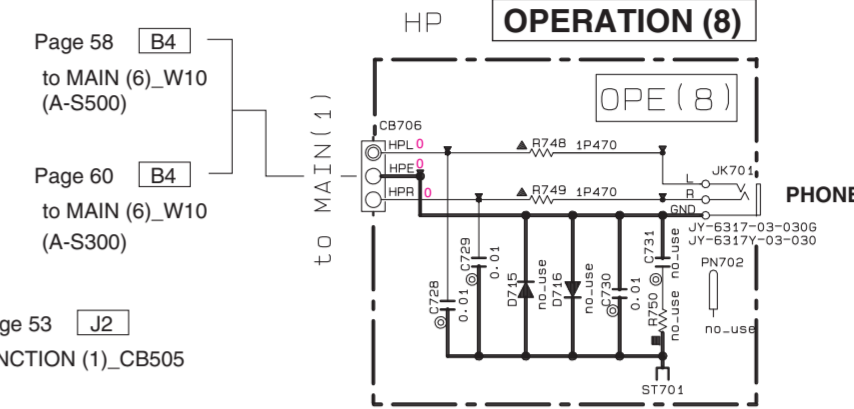 HP
OPERATION (8)
Page 58 B4
to MAIN (6)_W10
(A-S500)
Page 60 B4
to MAIN (6)_W10
(A-S300)
ge 53 J2
NCTION (1)_CB505
to MAIN(1)
OPE(8)
CB706
HPL 0
HPE 0
HPR 0
R748 1P470
R749 1P470
JK701
L
R
GND
PHONE
JY-6317-03-030G
JY-6317Y-03-030
PN702
no_use
C728
0.01
C729
0.01
D715
no_use
D716
no_use
C730
0.01
C731
no_use
R750
no_use
ST701